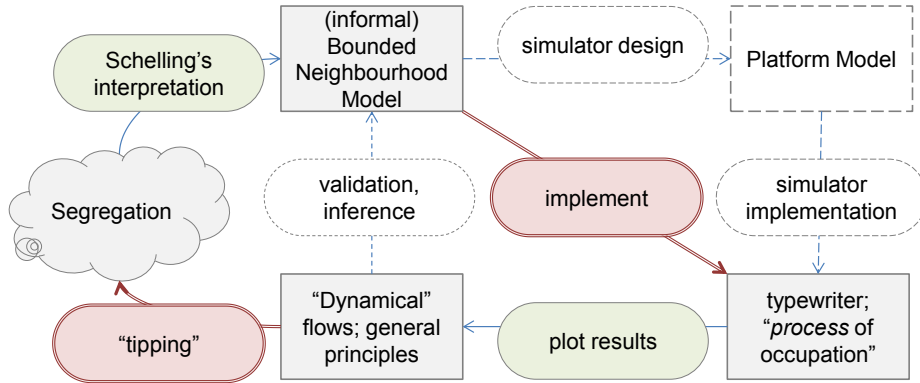 Schelling’s
interpretation
(informal)
Bounded
Neighbourhood
Model
simulator design
Platform Model
Segregation
validation,
inference
implement
simulator
implementation
“tipping”
“Dynamical”
flows; general
principles
plot results
typewriter;
“process of
occupation”